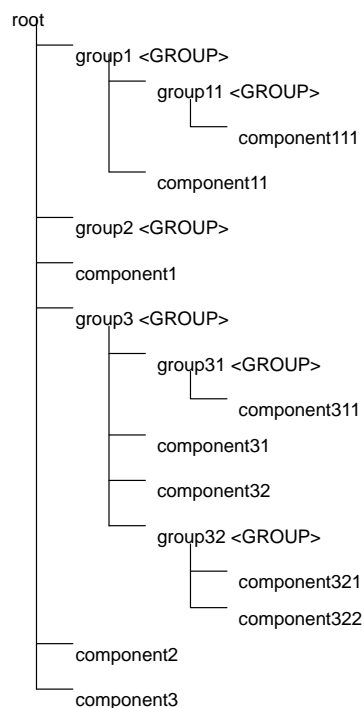 root
group1 <GROUP>
group11 <GROUP>
component111
component11
group2 <GROUP>
component1
group3 <GROUP>
group31 <GROUP>
component311
component31
component32
group32 <GROUP>
component321
component322
component2
component3